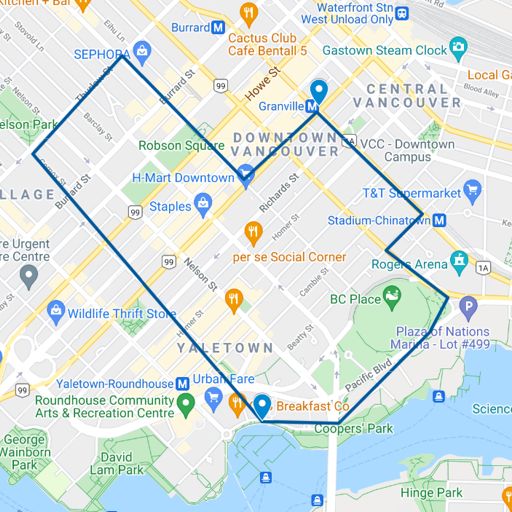 Kitchen + Bar
Stovold Ln
Eihu Ln
Burrard M
Waterfront Stn
West Unload Only
Cactus Club
Cafe Bentall 5
Gastown Steam Clock
SEPHORA
Thurlow St
Burrard St
Howe St
Local Ga
Blood Alley
Granville M
CENTRAL
VANCOUVER
Nelson Park
Barclay St
1A
DOWNTOWN
VANCOUVER
Robson Square
VCC - Downtown
Campus
H-Mart Downtown
Burrard St
LLAGE
T&T Supermarket
Richards St
Staples
Stadium-Chinatown M
Homer St
99
per se Social Corner
re Urgent
re Centre
99
Nelson St
Cambie St
Rogers Arena
1A
BC Place
Wildlife Thrift Store
Beatty St
Plaza of Nations
Marina - Lot #499
YALETOWN
Pacific Blvd
Yaletown-Roundhouse M
Urban Fare
Roundhouse Community
Arts & Recreation Centre
Breakfast Co
Coopers' Park
Science
George
Wainborn
Park
David
Lam Park
Hinge Park